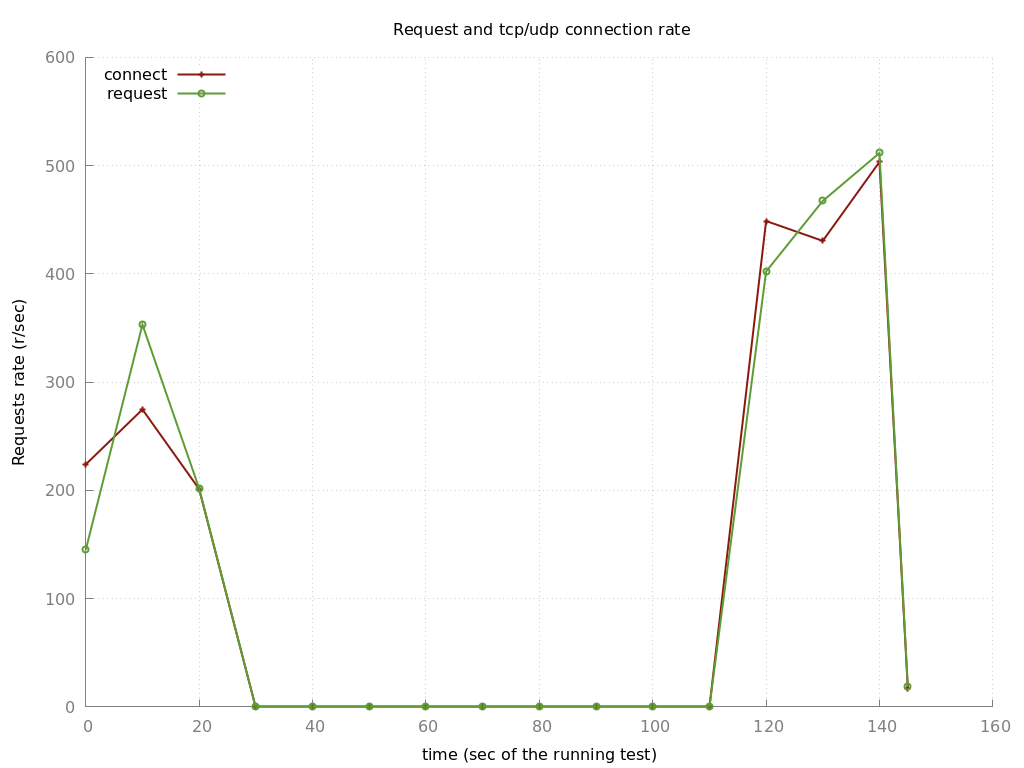 Request and tcp/udp connection rate
600
connect
request
500
400
300
200
100
0
Requests rate (r/sec)
0 20 40 60 80 100 120 140 160
time (sec of the running test)